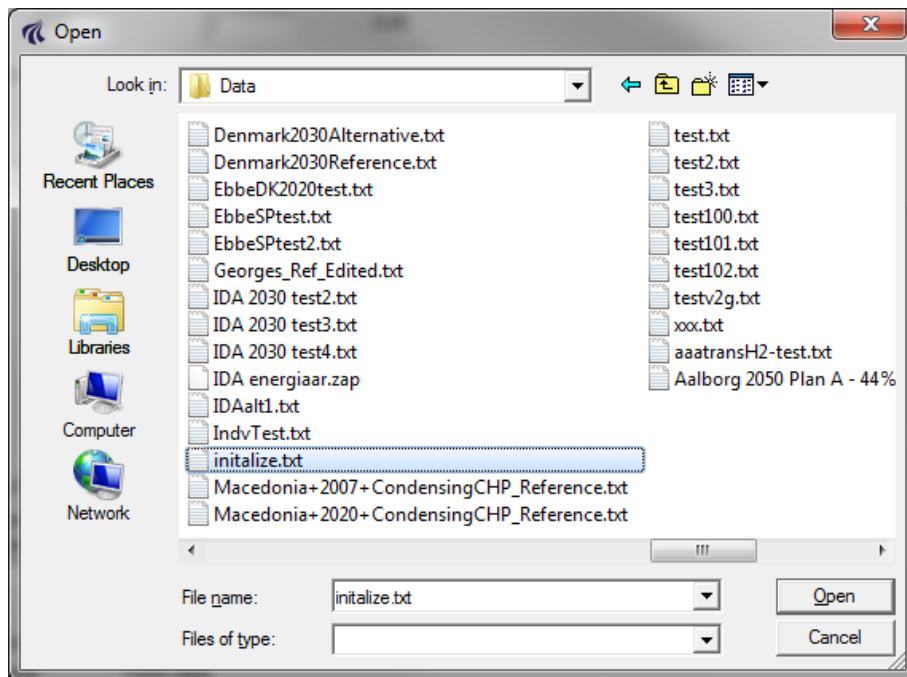 Open
Look in:
Data
Recent Places
Desktop
Libraries
Computer
Network
Denmark2030Alternative.txt
Denmark2030Reference.txt
EbbeDK2020test.txt
EbbeSPtest.txt
EbbeSPtest2.txt
Georges_Ref_Edited.txt
IDA 2030 test2.txt
IDA 2030 test3.txt
IDA 2030 test4.txt
IDA energiaar.zap
IDAalt1.txt
IndvTest.txt
initalize.txt
Macedonia+2007+CondensingCHP_Reference.txt
Macedonia+2020+CondensingCHP_Reference.txt
test.txt
test2.txt
test3.txt
test100.txt
test101.txt
test102.txt
testv2g.txt
xxx.txt
aaatransH2-test.txt
Aalborg 2050 Plan A - 44%
File name:
initalize.txt
Open
Files of type:
Cancel